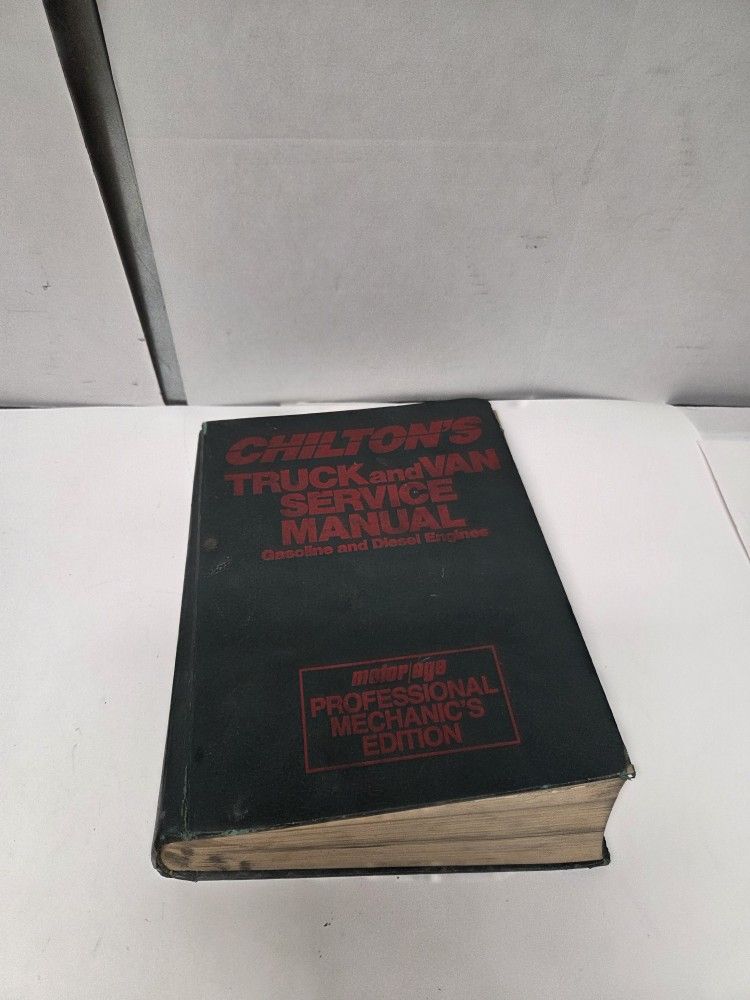 CHILTON'S
TRUCK and VAN
SERVICE
MANUAL
Gasoline and Diesel Engines
motor/age
PROFESSIONAL
MECHANIC'S
EDITION